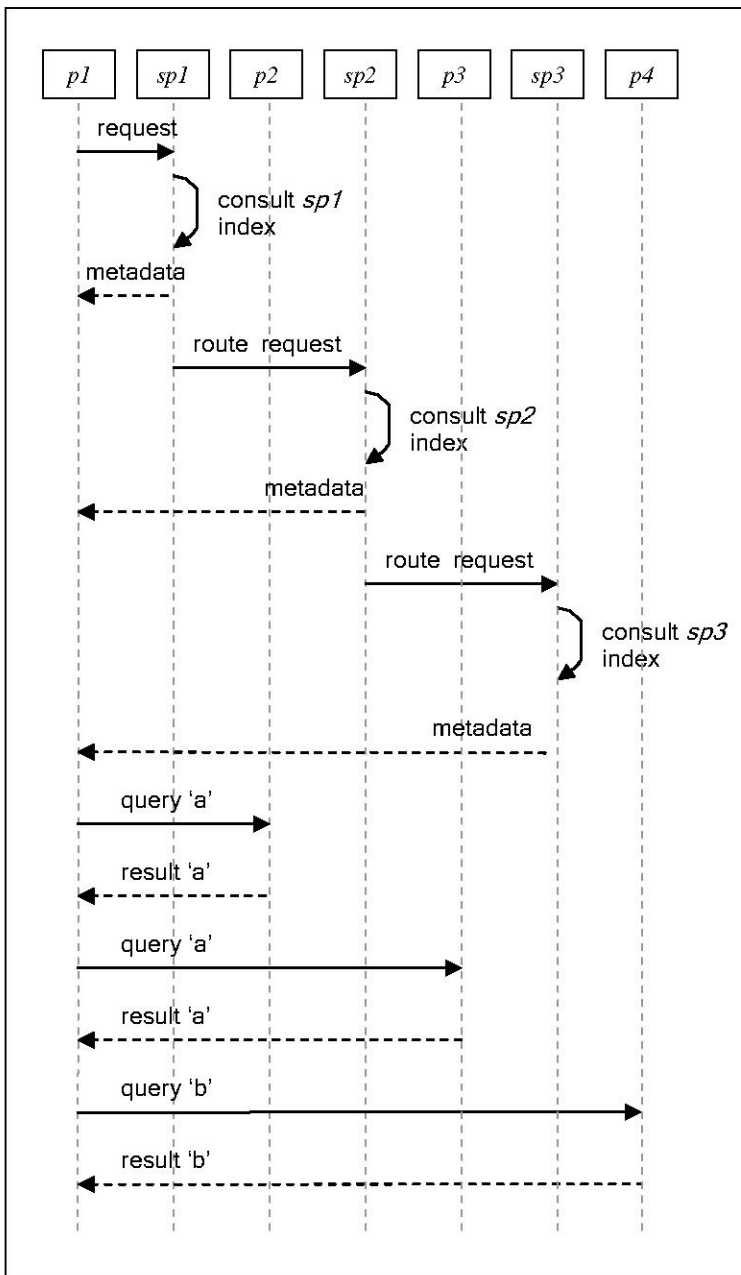 p1 sp1 p2 sp2 p3 sp3 p4
request
consult sp1
index
metadata
route request
consult sp2
index
metadata
route request
consult sp3
index
metadata
query ‘a’
result ‘a’
query ‘a’
result ‘a’
query ‘b’
result ‘b’